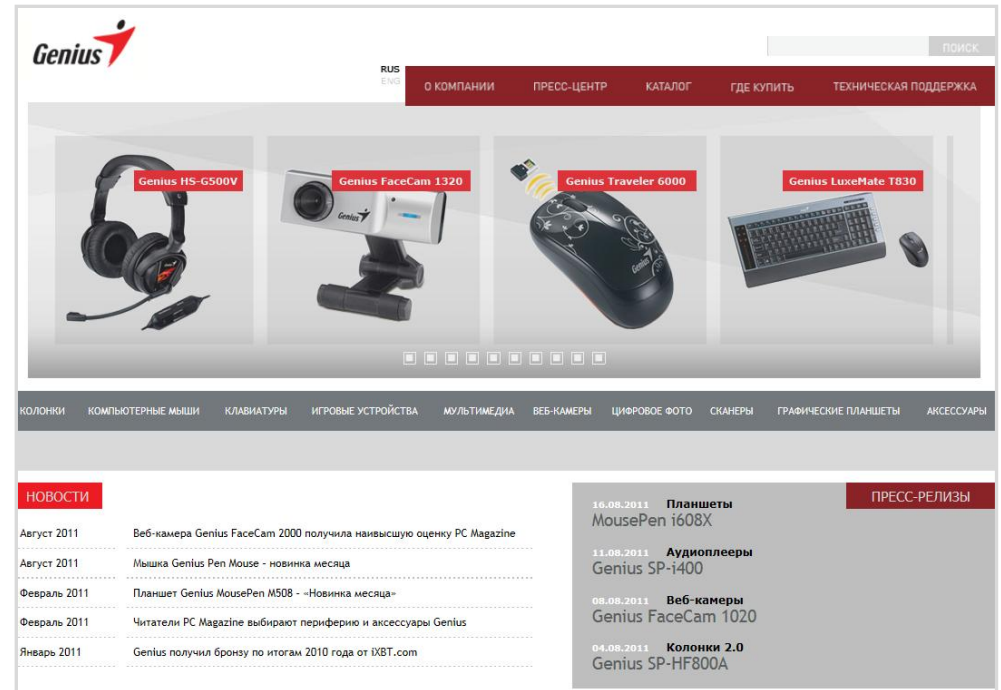 Genius
ПОИСК
RUS
ENG
О КОМПАНИИ ПРЕСС-ЦЕНТР КАТАЛОГ ГДЕ КУПИТЬ ТЕХНИЧЕСКАЯ ПОДДЕРЖКА
Genius HS-G500V Genius FaceCam 1320 Genius Traveler 6000 Genius LuxeMate T830
Genius
Genius
КОЛОНКИ КОМПЬЮТЕРНЫЕ МЫШИ КЛАВИАТУРЫ ИГРОВЫЕ УСТРОЙСТВА МУЛЬТИМЕДИА ВЕБ-КАМЕРЫ ЦИФРОВОЕ ФОТО СКАНЕРЫ ГРАФИЧЕСКИЕ ПЛАНШЕТЫ АКСЕССУАРЫ
НОВОСТИ
Август 2011 Веб-камера Genius FaceCam 2000 получила наивысшую оценку PC Magazine
Август 2011 Мышка Genius Pen Mouse - новинка месяца
Февраль 2011 Планшет Genius MousePen M508 - «Новинка месяца»
Февраль 2011 Читатели PC Magazine выбирают периферию и аксессуары Genius
Январь 2011 Genius получил бронзу по итогам 2010 года от iXBT.com
ПРЕСС-РЕЛИЗЫ
16.08.2011 Планшеты
MousePen i608X
11.08.2011 Аудиоплееры
Genius SP-i400
08.08.2011 Веб-камеры
Genius FaceCam 1020
04.08.2011 Колонки 2.0
Genius SP-HF800A